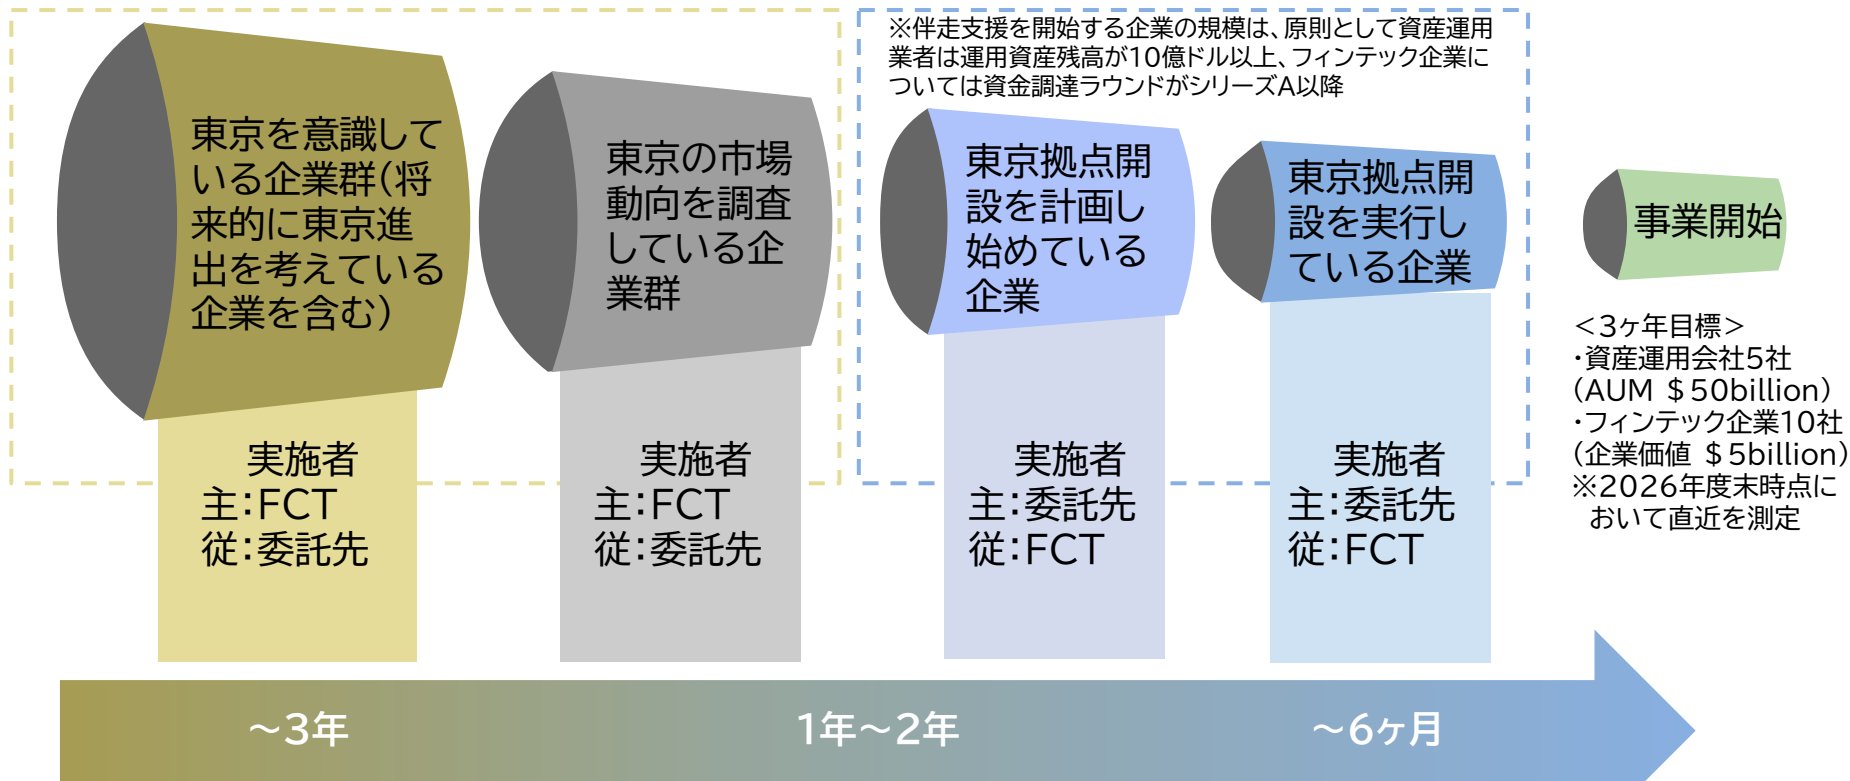 ※伴走支援を開始する企業の規模は、原則として資産運用
業者は運用資産残高が10億ドル以上、フィンテック企業に
ついては資金調達ラウンドがシリーズA以降
東京を意識して
いる企業群(将
来的に東京進
出を考えている
企業を含む)
東京の市場
動向を調査
している企
業群
東京拠点開
設を計画し
始めている
企業
東京拠点開
設を実行し
ている企業
事業開始
実施者
主:FCT
従:委託先
実施者
主:FCT
従:委託先
実施者
主:委託先
従:FCT
実施者
主:委託先
従:FCT
<3ヶ年目標>
・資産運用会社5社
(AUM $50billion)
・フィンテック企業10社
(企業価値 $5billion)
※2026年度末時点に
おいて直近を測定
~3年
1年~2年
~6ヶ月